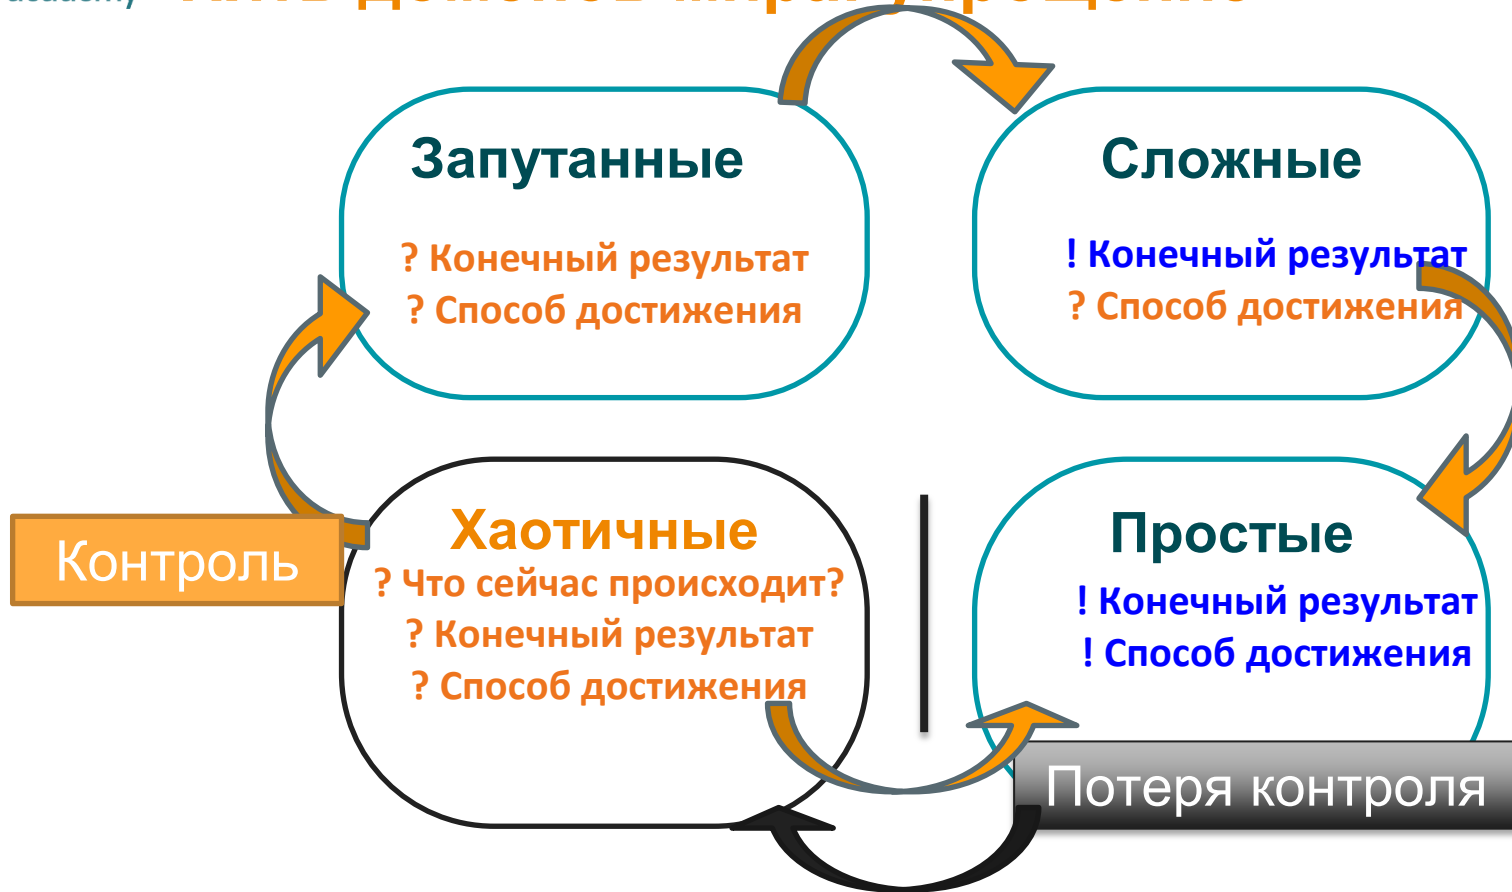 academy
Запутанные
? Конечный результат
? Способ достижения
Сложные
! Конечный результат
? Способ достижения
Контроль
Хаотичные
? Что сейчас происходит?
? Конечный результат
? Способ достижения
Простые
! Конечный результат
! Способ достижения
Потеря контроля